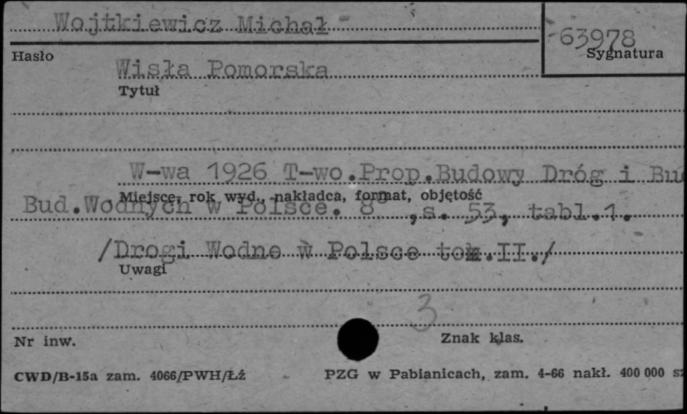 Wojtkiewicz Michał
63978
Hasło
Sygnatura
Wisła Pomorska
Tytuł
W-wa 1926 T-wo.Prop.Budowy Dróg i Bu
Miejsce, rok wyd., nakładca, format, objętość
Bud.Wodnych w Polsce. 8° ,s. 53, tabl.1.
/Drogi Wodne w Polsce tom.II./
Uwagi
3
Nr inw.
Znak klas.
CWD/B-15a zam. 4066/PWH/Łź
PZG w Pabianicach, zam. 4-66 nakł. 400 000 sz